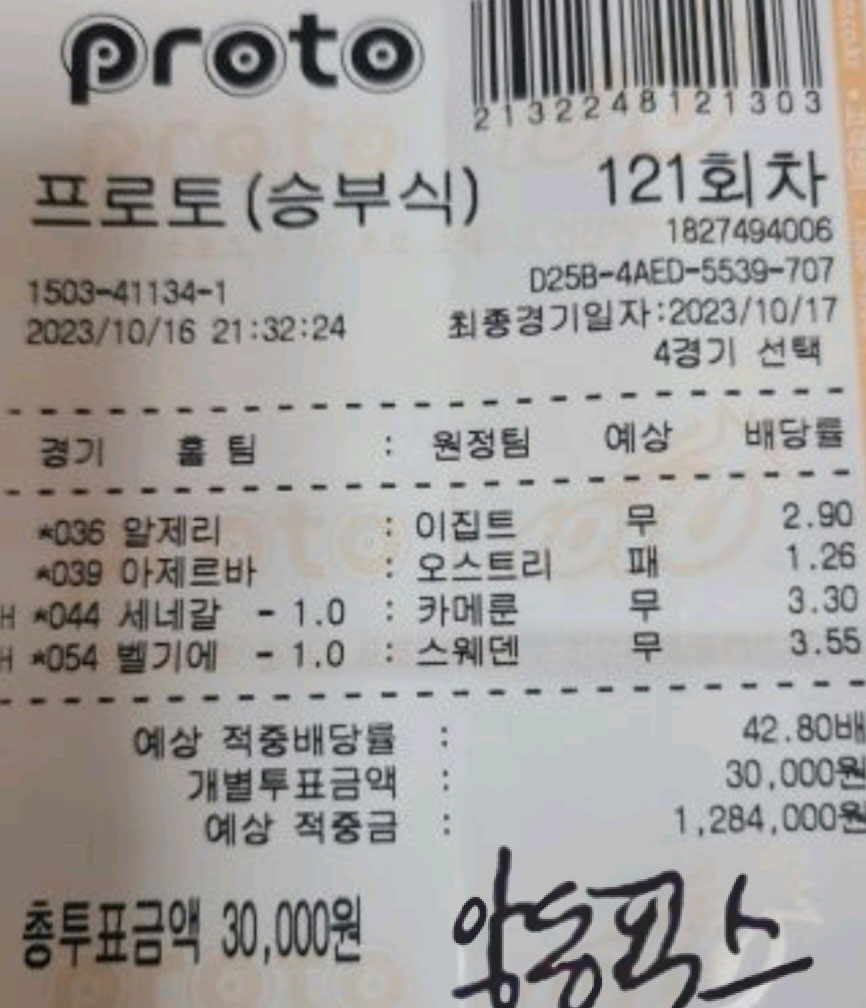 proto
2132248121303
프로토(승부식) 121회차
1827494006
1503-41134-1 D25B-4AED-5539-707
2023/10/16 21:32:24 최종경기일자:2023/10/17
4경기 선택
경기 홈 팀 : 원정팀 예상 배당률
*036 알제리 : 이집트 무 2.90
*039 아제르바 : 오스트리 패 1.26
H *044 세네갈 - 1.0 : 카메룬 무 3.30
H *054 벨기에 - 1.0 : 스웨덴 무 3.55
예상 적중배당률 : 42.80배
개별투표금액 : 30,000원
예상 적중금 : 1,284,000원
총투표금액 30,000원
앙동픽스